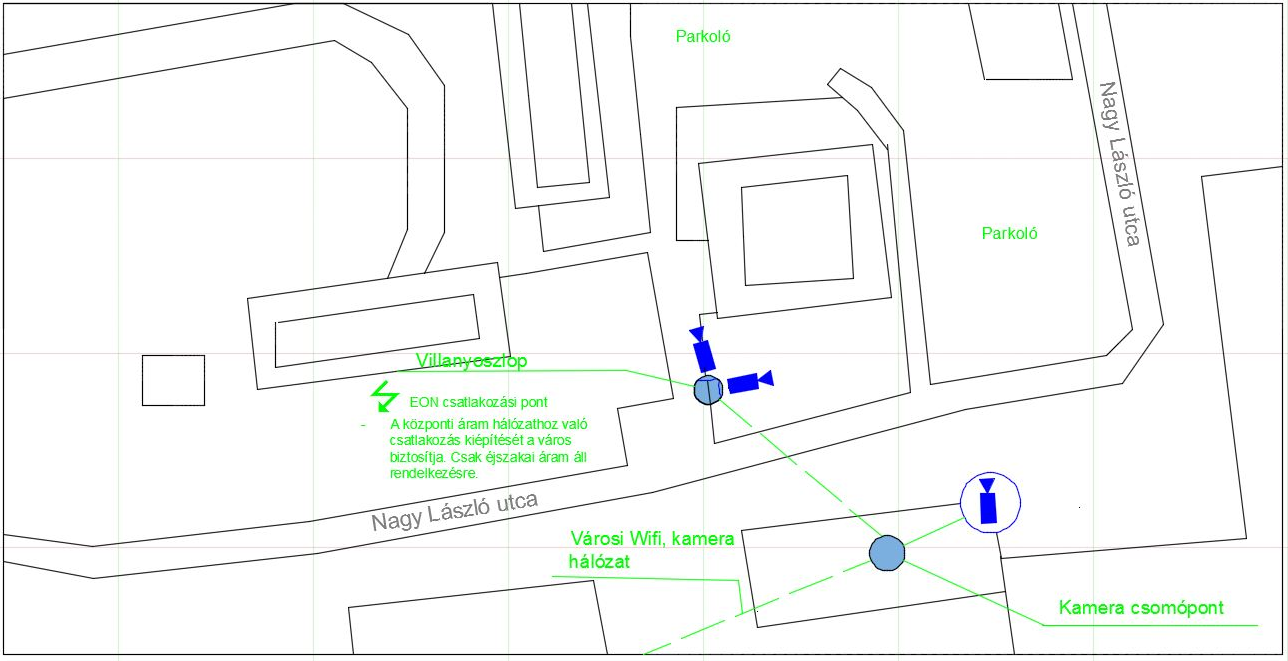 Parkoló
Nagy László utca
Parkoló
Villanyoszlop
EON csatlakozási pont
- A központi áram hálózathoz való
csatlakozás kiépítését a város
biztosítja. Csak éjszakai áram áll
rendelkezésre.
Nagy László utca
Városi Wifi, kamera
hálózat
Kamera csomópont